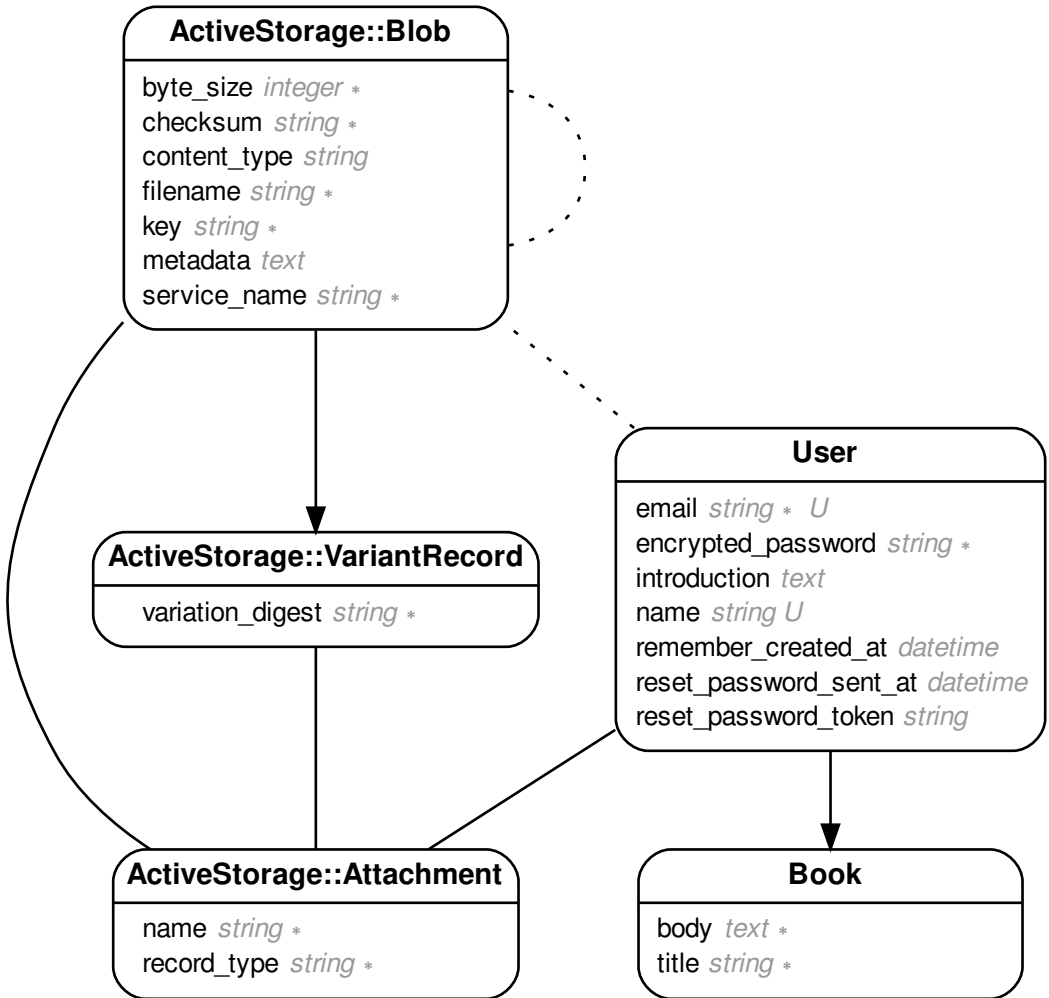 ActiveStorage::Blob
byte_size integer *
checksum string *
content_type string
filename string *
key string *
metadata text
service_name string *
User
email string * U
encrypted_password string *
introduction text
name string U
remember_created_at datetime
reset_password_sent_at datetime
reset_password_token string
ActiveStorage::VariantRecord
variation_digest string *
ActiveStorage::Attachment
name string *
record_type string *
Book
body text *
title string *